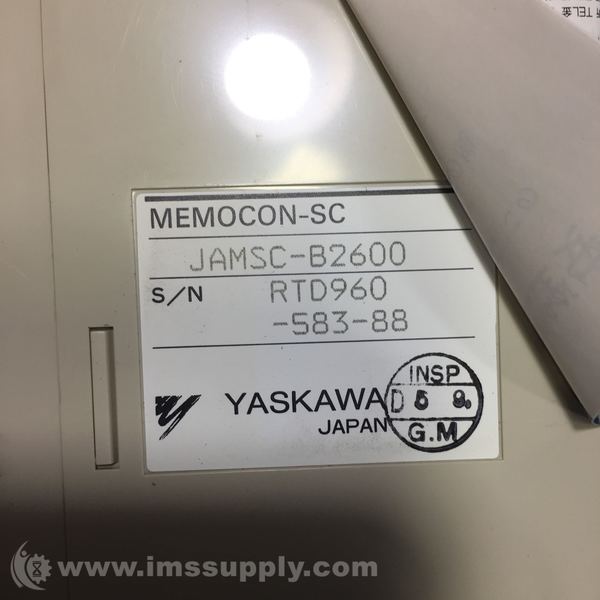 MEMOCON-SC
JAMSC-B2600
S/N RTD960
-583-88
YASKAWA
JAPAN
INSP
D 5 9.
G.M
www.imssupply.com